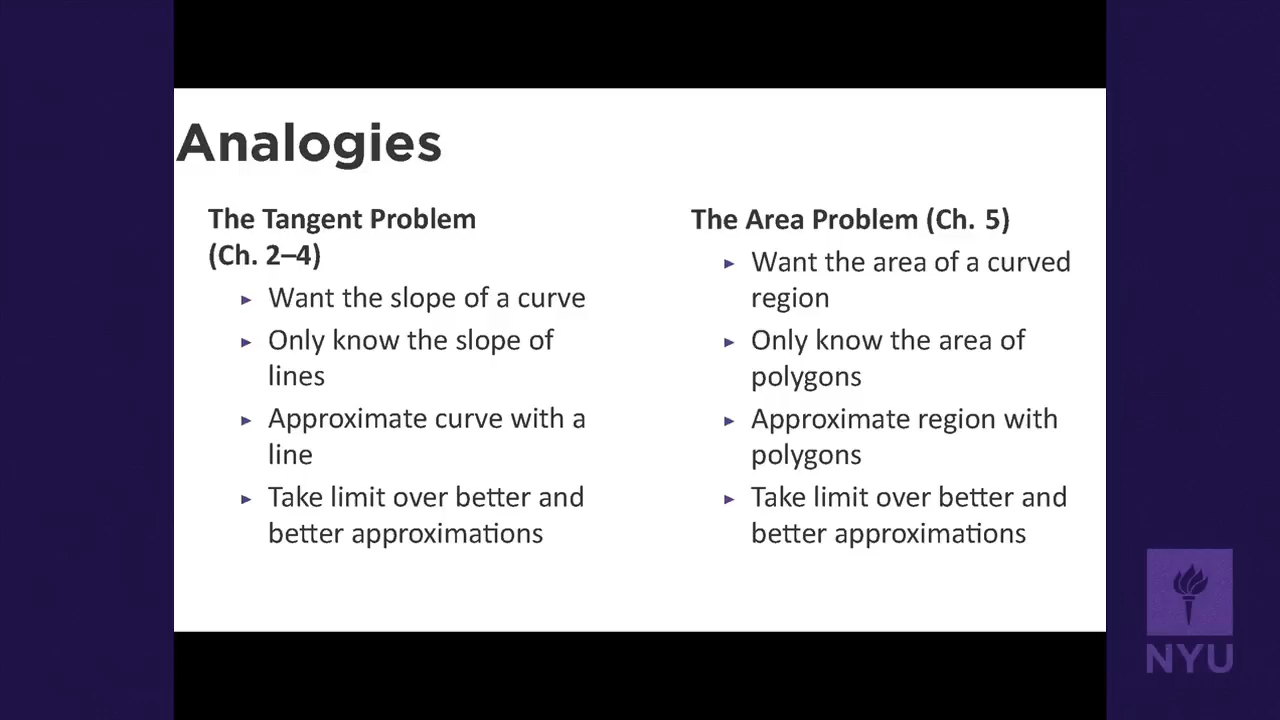 Analogies
The Tangent Problem
(Ch. 2–4)
▸ Want the slope of a curve
▸ Only know the slope of
lines
▸ Approximate curve with a
line
▸ Take limit over better and
better approximations
The Area Problem (Ch. 5)
▸ Want the area of a curved
region
▸ Only know the area of
polygons
▸ Approximate region with
polygons
▸ Take limit over better and
better approximations
NYU